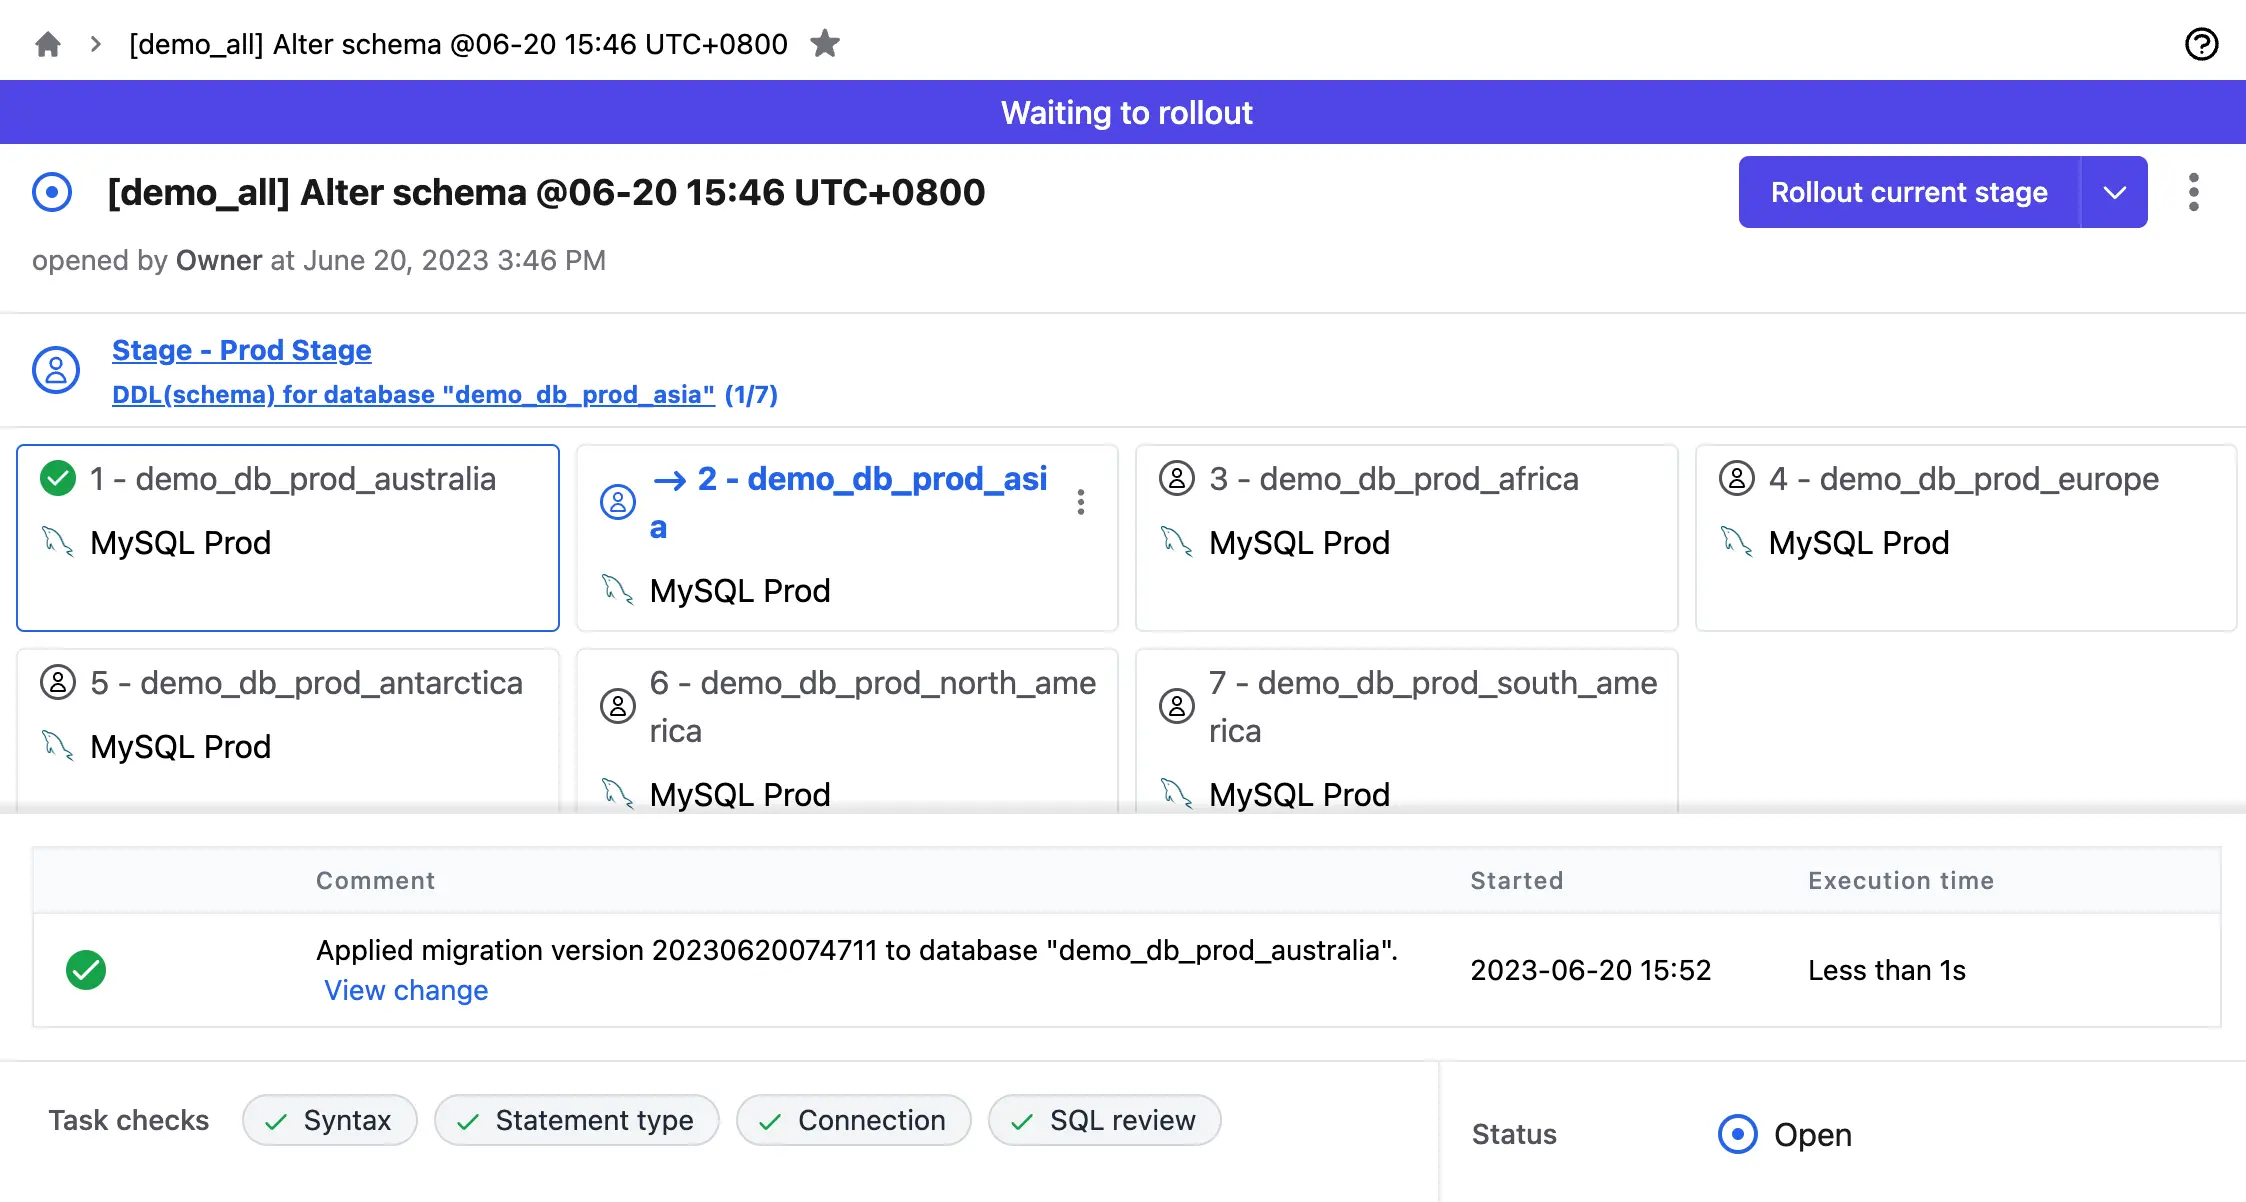 [demo_all] Alter schema @06-20 15:46 UTC+0800
Waiting to rollout
[demo_all] Alter schema @06-20 15:46 UTC+0800
Rollout current stage
opened by Owner at June 20, 2023 3:46 PM
Stage - Prod Stage
DDL(schema) for database "demo_db_prod_asia" (1/7)
1 - demo_db_prod_australia
MySQL Prod
→ 2 - demo_db_prod_asi
a
MySQL Prod
3 - demo_db_prod_africa
MySQL Prod
4 - demo_db_prod_europe
MySQL Prod
5 - demo_db_prod_antarctica
MySQL Prod
6 - demo_db_prod_north_ame
rica
MySQL Prod
7 - demo_db_prod_south_ame
rica
MySQL Prod
Comment Started Execution time
Applied migration version 20230620074711 to database "demo_db_prod_australia".
View change
2023-06-20 15:52
Less than 1s
Task checks Syntax Statement type Connection SQL review
Status Open